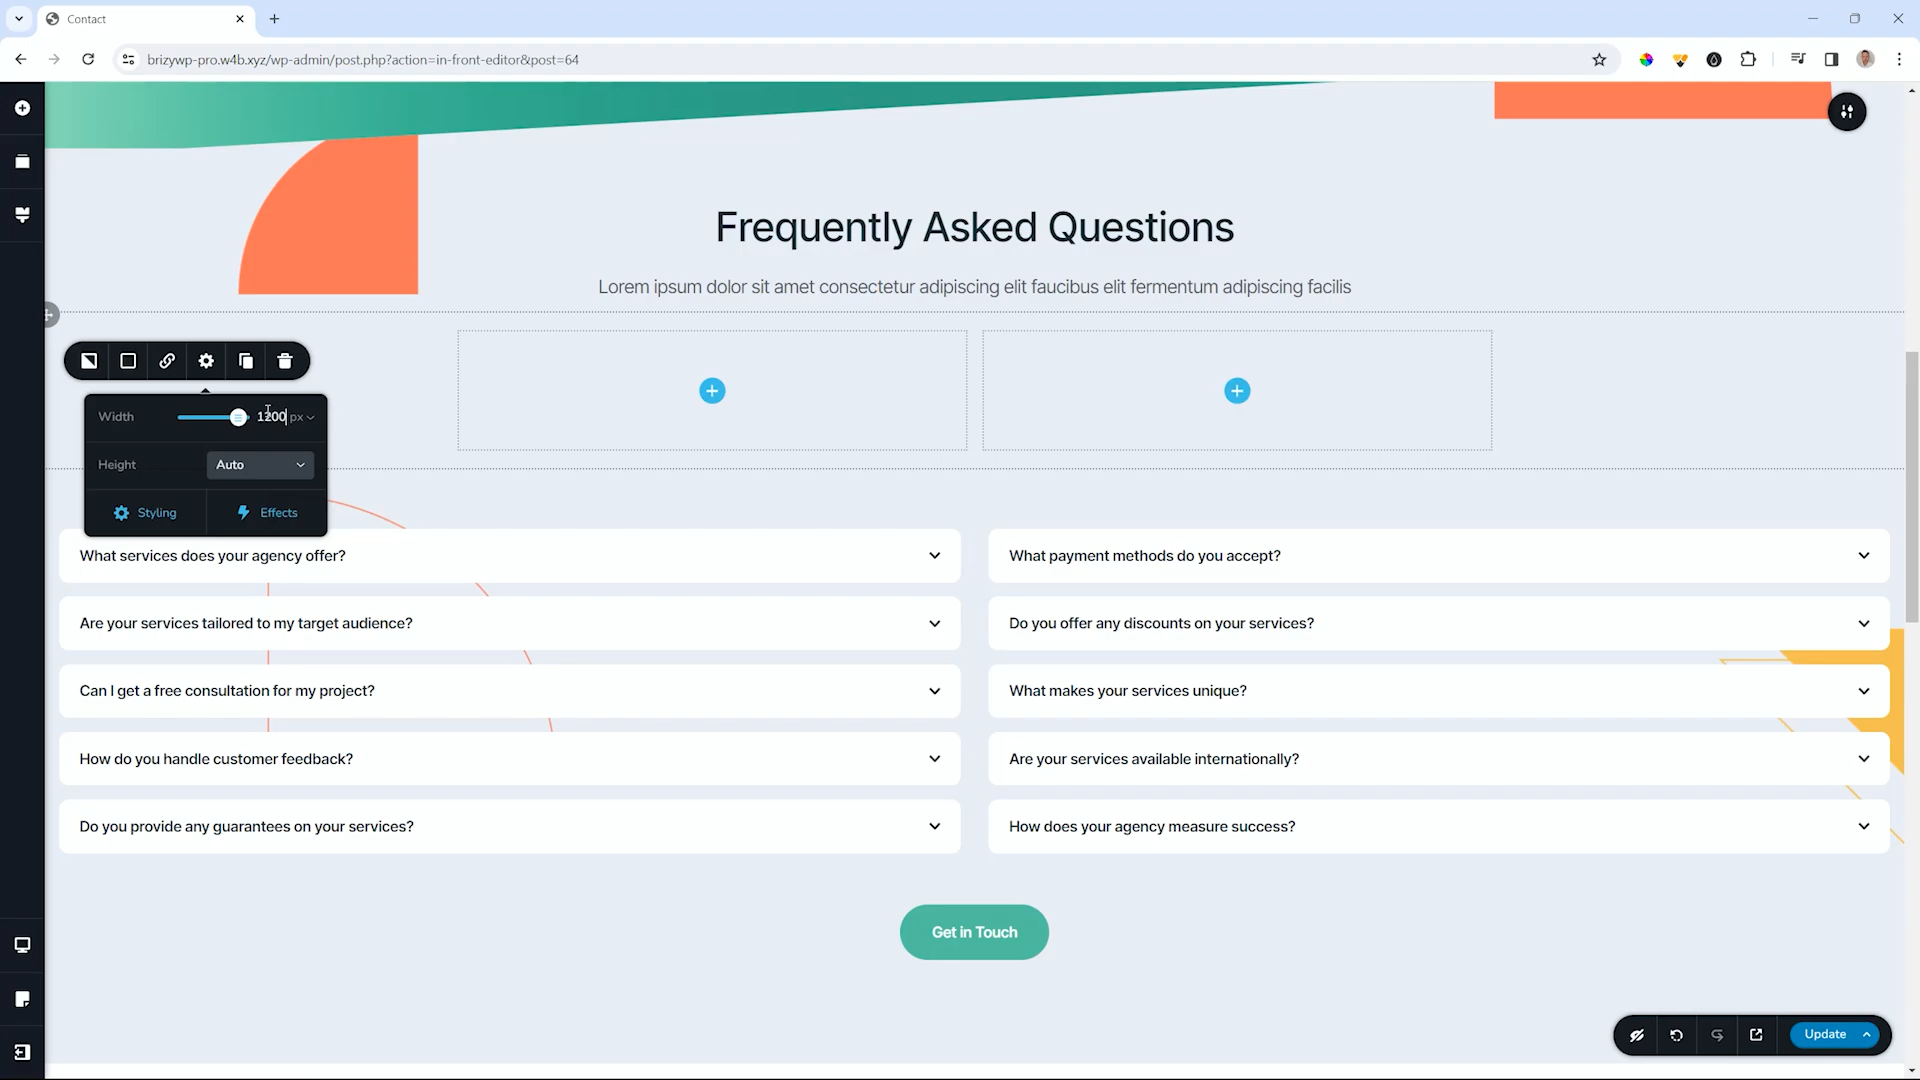 Contact
brizywp-pro.w4b.xyz/wp-admin/post.php?action=in-front-editor&post=64
Frequently Asked Questions
Lorem ipsum dolor sit amet consectetur adipiscing elit faucibus elit fermentum adipiscing facilis
Width 1200 px
Height Auto
Styling Effects
What services does your agency offer?
What payment methods do you accept?
Are your services tailored to my target audience?
Do you offer any discounts on your services?
Can I get a free consultation for my project?
What makes your services unique?
How do you handle customer feedback?
Are your services available internationally?
Do you provide any guarantees on your services?
How does your agency measure success?
Get in Touch
Update